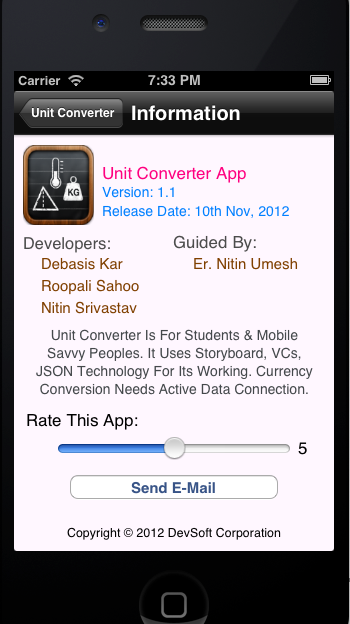 Carrier 7:33 PM
Unit Converter Information
KG
Unit Converter App
Version: 1.1
Release Date: 10th Nov, 2012
Developers: Guided By:
Debasis Kar Er. Nitin Umesh
Roopali Sahoo
Nitin Srivastav
Unit Converter Is For Students & Mobile
Savvy Peoples. It Uses Storyboard, VCs,
JSON Technology For Its Working. Currency
Conversion Needs Active Data Connection.
Rate This App:
5
Send E-Mail
Copyright © 2012 DevSoft Corporation